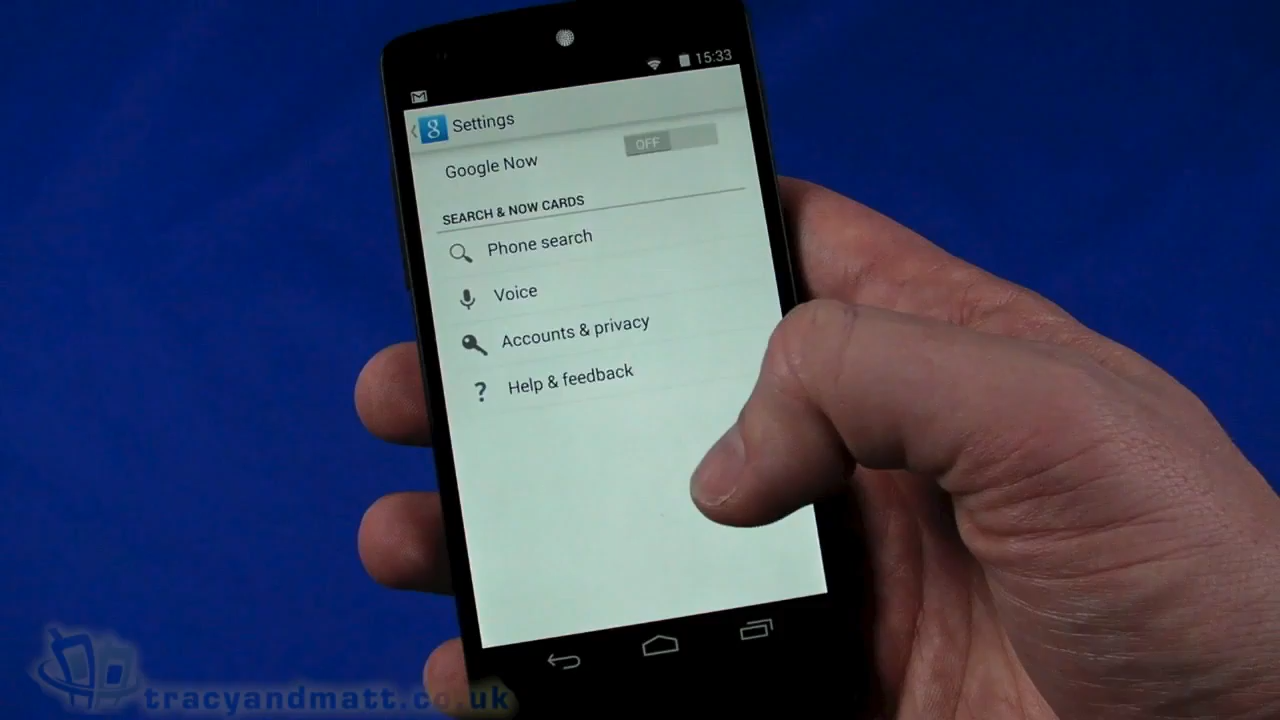 15:33
8 Settings
Google Now OFF
SEARCH & NOW CARDS
Phone search
Voice
Accounts & privacy
? Help & feedback
tracyandmatt.co.uk